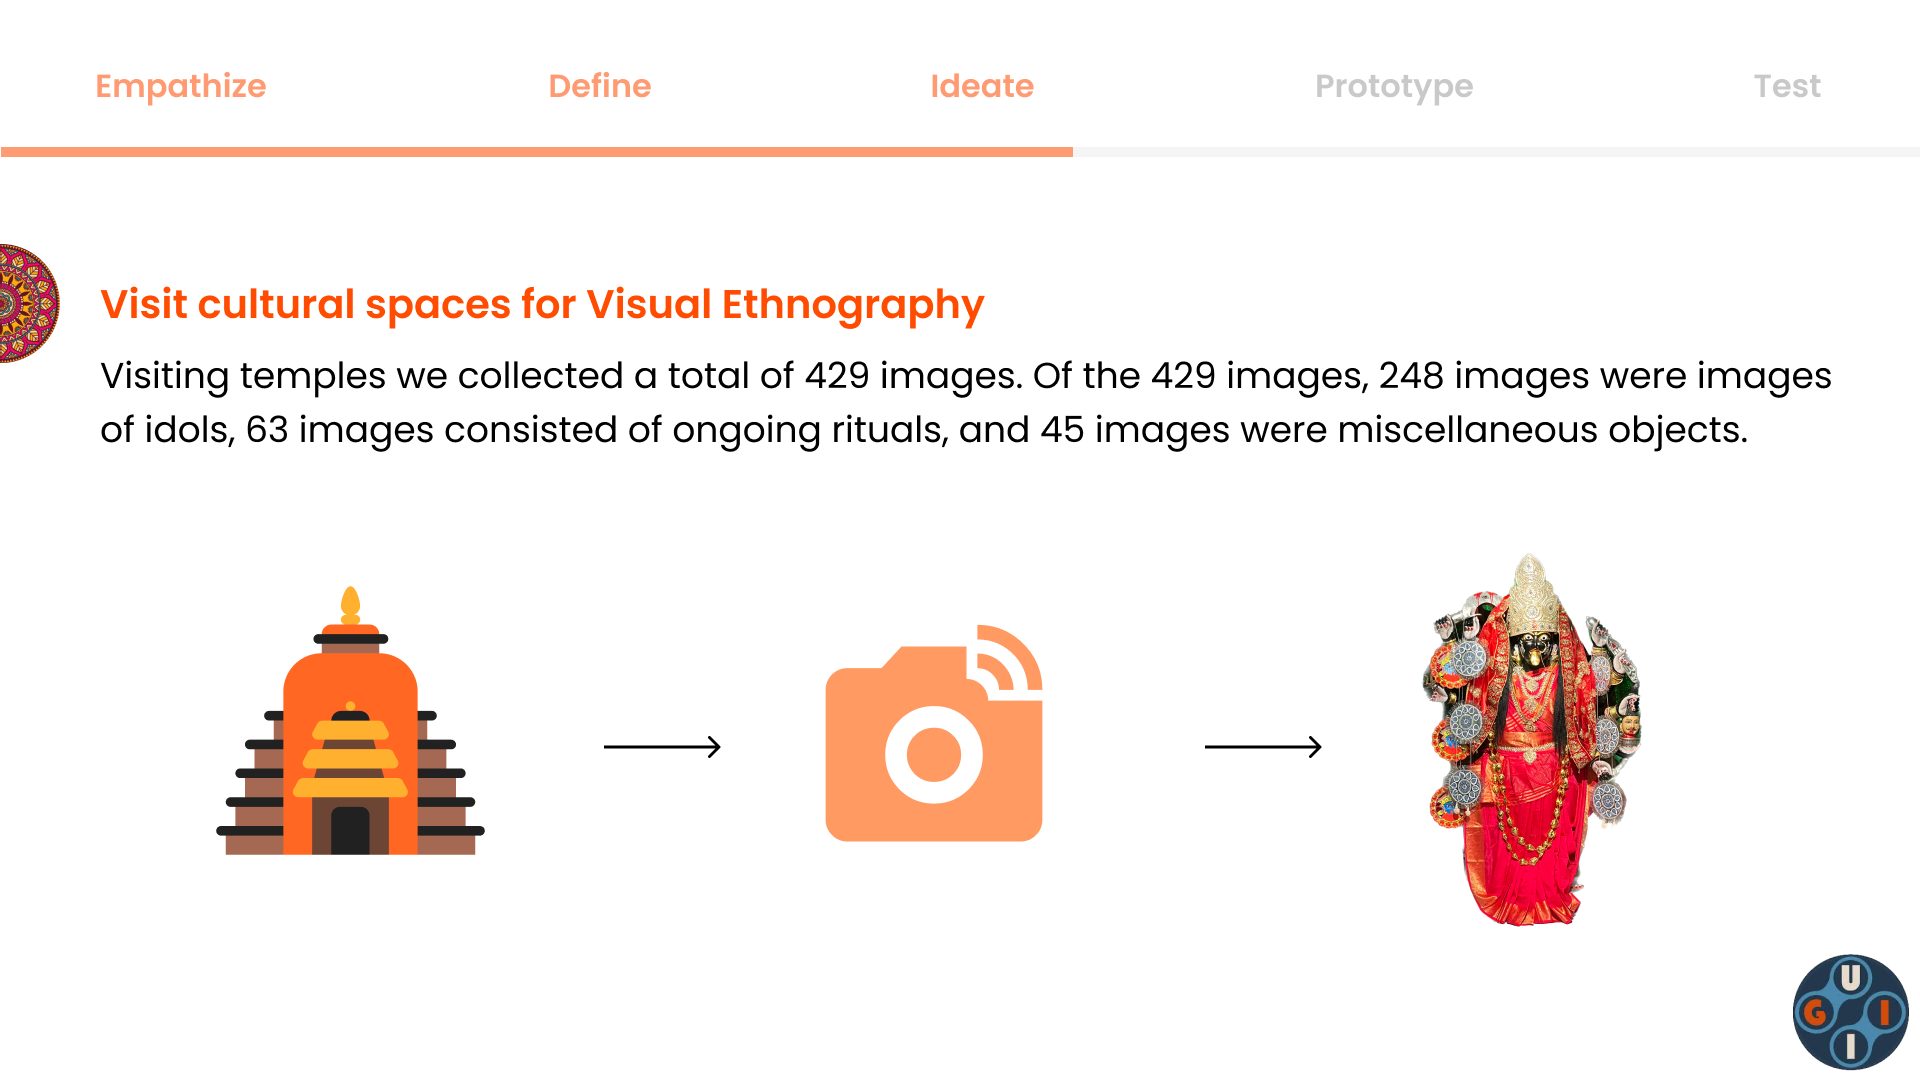 Empathize Define Ideate Prototype Test
Visit cultural spaces for Visual Ethnography
Visiting temples we collected a total of 429 images. Of the 429 images, 248 images were images
of idols, 63 images consisted of ongoing rituals, and 45 images were miscellaneous objects.
U
G I
I